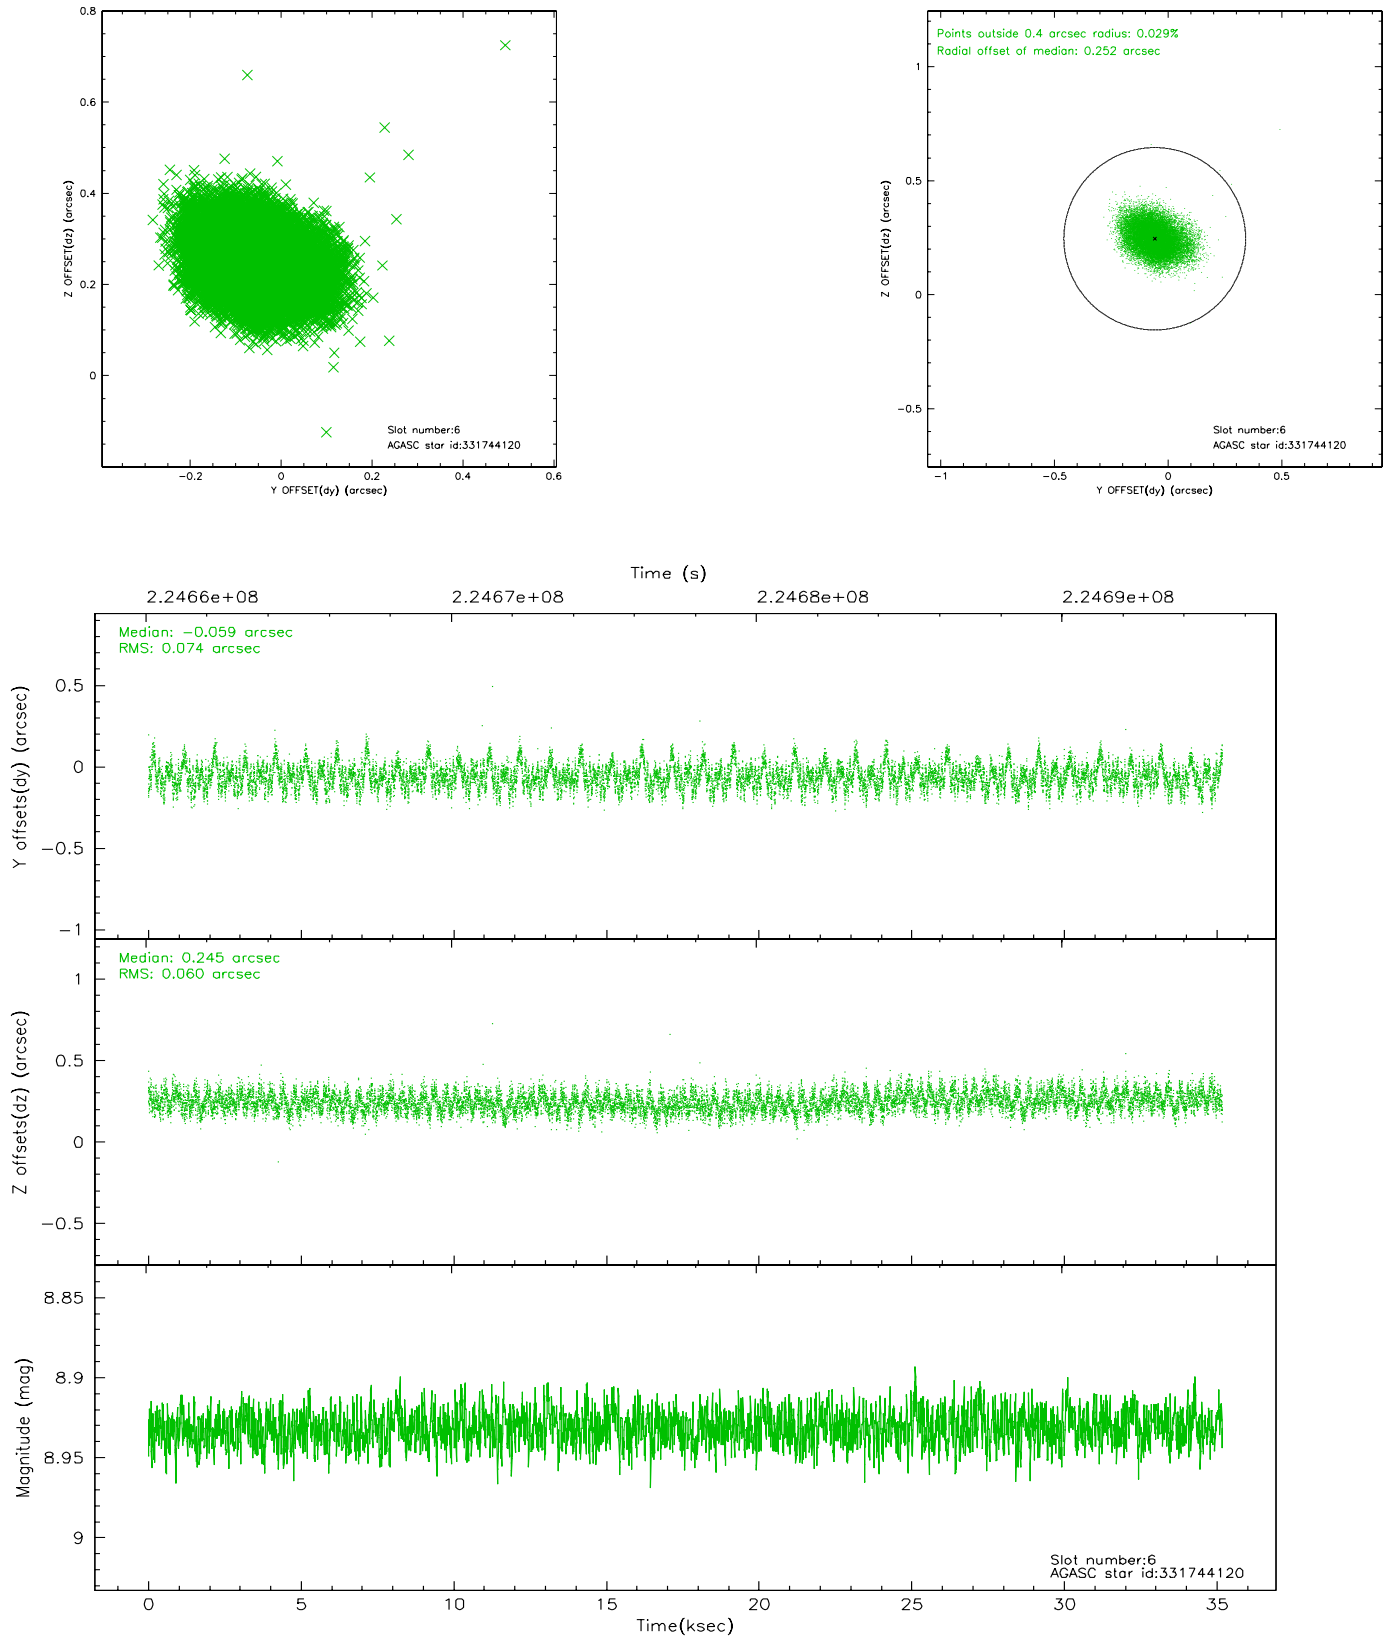 0.8
0.6
0.4
0.2
0
Z OFFSET(dz) (arcsec)
−0.2 0 0.2 0.4 0.6
Y OFFSET(dy) (arcsec)
Slot number:6
AGASC star id:331744120
Points outside 0.4 arcsec radius: 0.029%
Radial offset of median: 0.252 arcsec
1
0.5
0
−0.5
Z OFFSET(dz) (arcsec)
−1 −0.5 0 0.5
Y OFFSET(dy) (arcsec)
Slot number:6
AGASC star id:331744120
Time (s)
2.2466e+08 2.2467e+08 2.2468e+08 2.2469e+08
Median: −0.059 arcsec
RMS: 0.074 arcsec
0.5
0
−0.5
−1
Y offsets(dy) (arcsec)
Median: 0.245 arcsec
RMS: 0.060 arcsec
1
0.5
0
−0.5
Z offsets(dz) (arcsec)
8.85
8.9
8.95
9
Magnitude (mag)
Slot number:6
AGASC star id:331744120
0 5 10 15 20 25 30 35
Time(ksec)